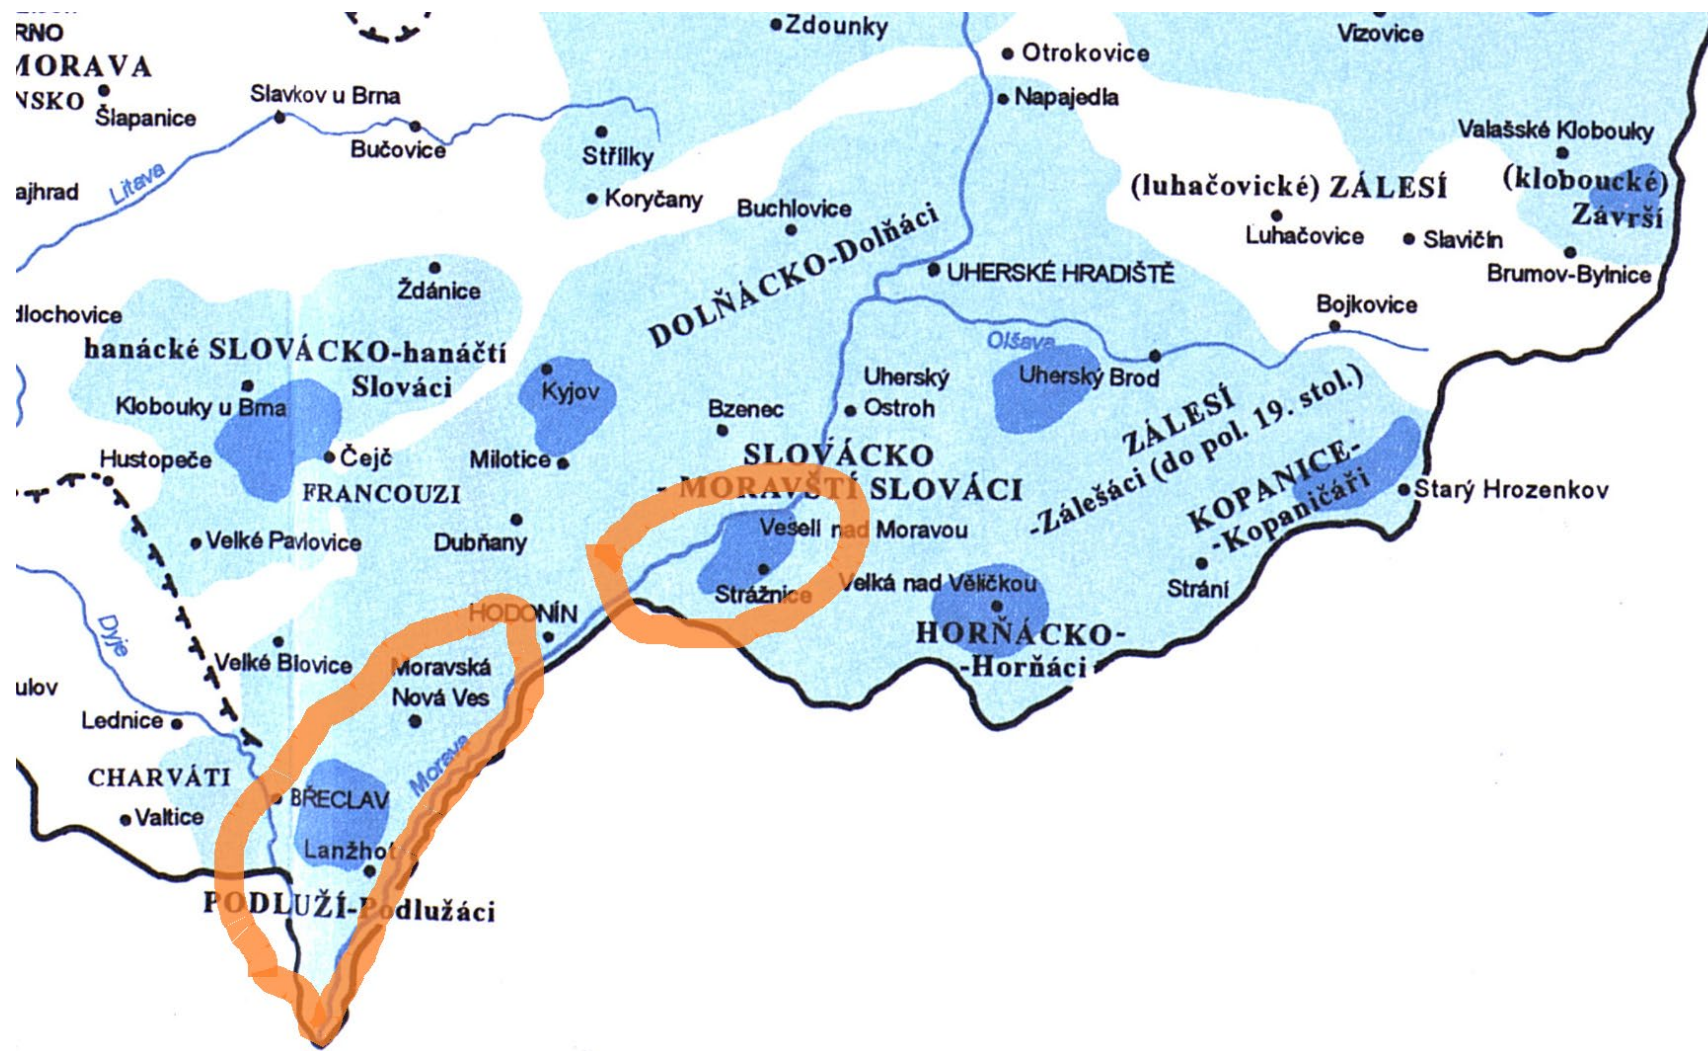 RNO
Zdounky
Vizovice
MORAVA
Otrokovice
NSKO
Slavkov u Brna
Napajedla
Šlapanice
Valašské Klobouky
Bučovice
Střílky
Litava
(luhačovické) ZÁLESÍ
(kloboucké)
Závrší
ajhrad
Koryčany
Buchlovice
Luhačovice
Slavičín
Brumov-Bylnice
DOLŇÁCKO-Dolňáci
UHERSKÉ HRADIŠTĚ
Ždánice
Bojkovice
dlochovice
hanácké SLOVÁCKO-hanáčtí
Slováci
Olšava
Uherský
Ostroh
Uherský Brod
Kyjov
Klobouky u Brna
Bzenec
ZÁLESÍ
-Zálešáci (do pol. 19. stol.)
Hustopeče
Čejč
Milotice
SLOVÁCKO
- MORAVŠTÍ SLOVÁCI
FRANCOUZI
KOPANICE-
-Kopaničáři
Starý Hrozenkov
Velké Pavlovice
Dubňany
Veselí nad Moravou
Strážnice
Velká nad Věličkou
Strání
HODONÍN
HORŇÁCKO-
-Horňáci
Dyje
Velké Bílovice
Moravská
Nová Ves
ulov
Lednice
Morava
CHARVÁTI
BŘECLAV
Valtice
Lanžhot
PODLUŽÍ-Podlužáci